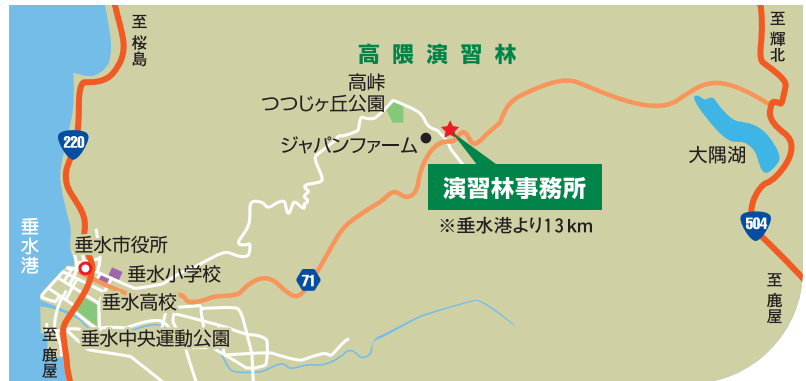 至桜島
至輝北
高隈演習林
高峠
つつじヶ丘公園
ジャパンファーム
220
大隅湖
演習林事務所
※垂水港より13km
504
垂水港
垂水市役所
垂水小学校
71
至鹿屋
垂水高校
垂水中央運動公園
至鹿屋